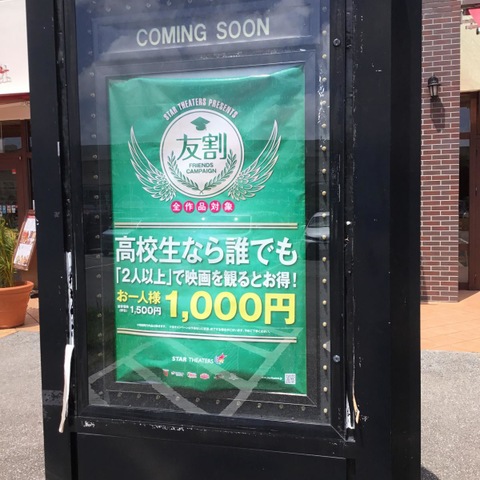 COMING SOON
STAR THEATERS PRESENTS
友割
FRIENDS
CAMPAIGN
全作品対象
高校生なら誰でも
「2人以上」で映画を観るとお得!
お一人様
1,500円
1,000円
STAR THEATERS